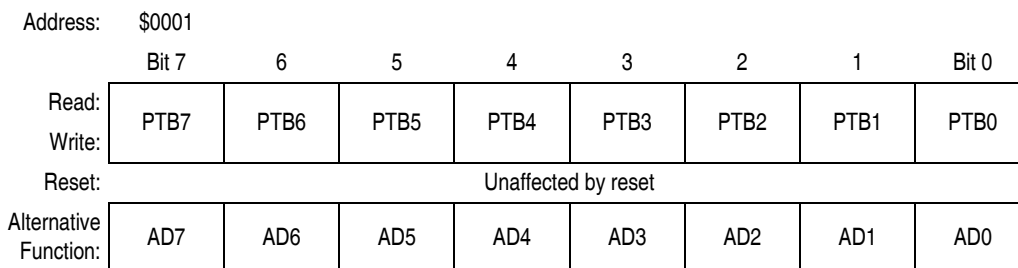 Address: $0001
Bit 7 6 5 4 3 2 1 Bit 0
Read:
Write:
PTB7 PTB6 PTB5 PTB4 PTB3 PTB2 PTB1 PTB0
Reset: Unaffected by reset
Alternative
Function:
AD7 AD6 AD5 AD4 AD3 AD2 AD1 AD0